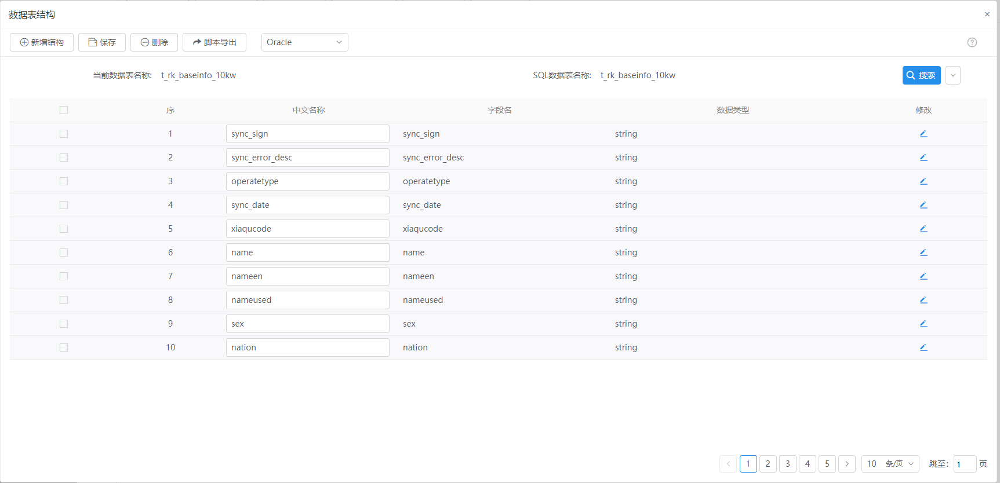 数据表结构 ×
新增结构 保存 删除 脚本导出 Oracle ?
当前数据表名称: t_rk_baseinfo_10kw SQL数据表名称: t_rk_baseinfo_10kw 搜索
序 中文名称 字段名 数据类型 修改
1 sync_sign sync_sign string
2 sync_error_desc sync_error_desc string
3 operatetype operatetype string
4 sync_date sync_date string
5 xiaqucode xiaqucode string
6 name name string
7 nameen nameen string
8 nameused nameused string
9 sex sex string
10 nation nation string
< 1 2 3 4 5 > 10 条/页 跳至: 1 页